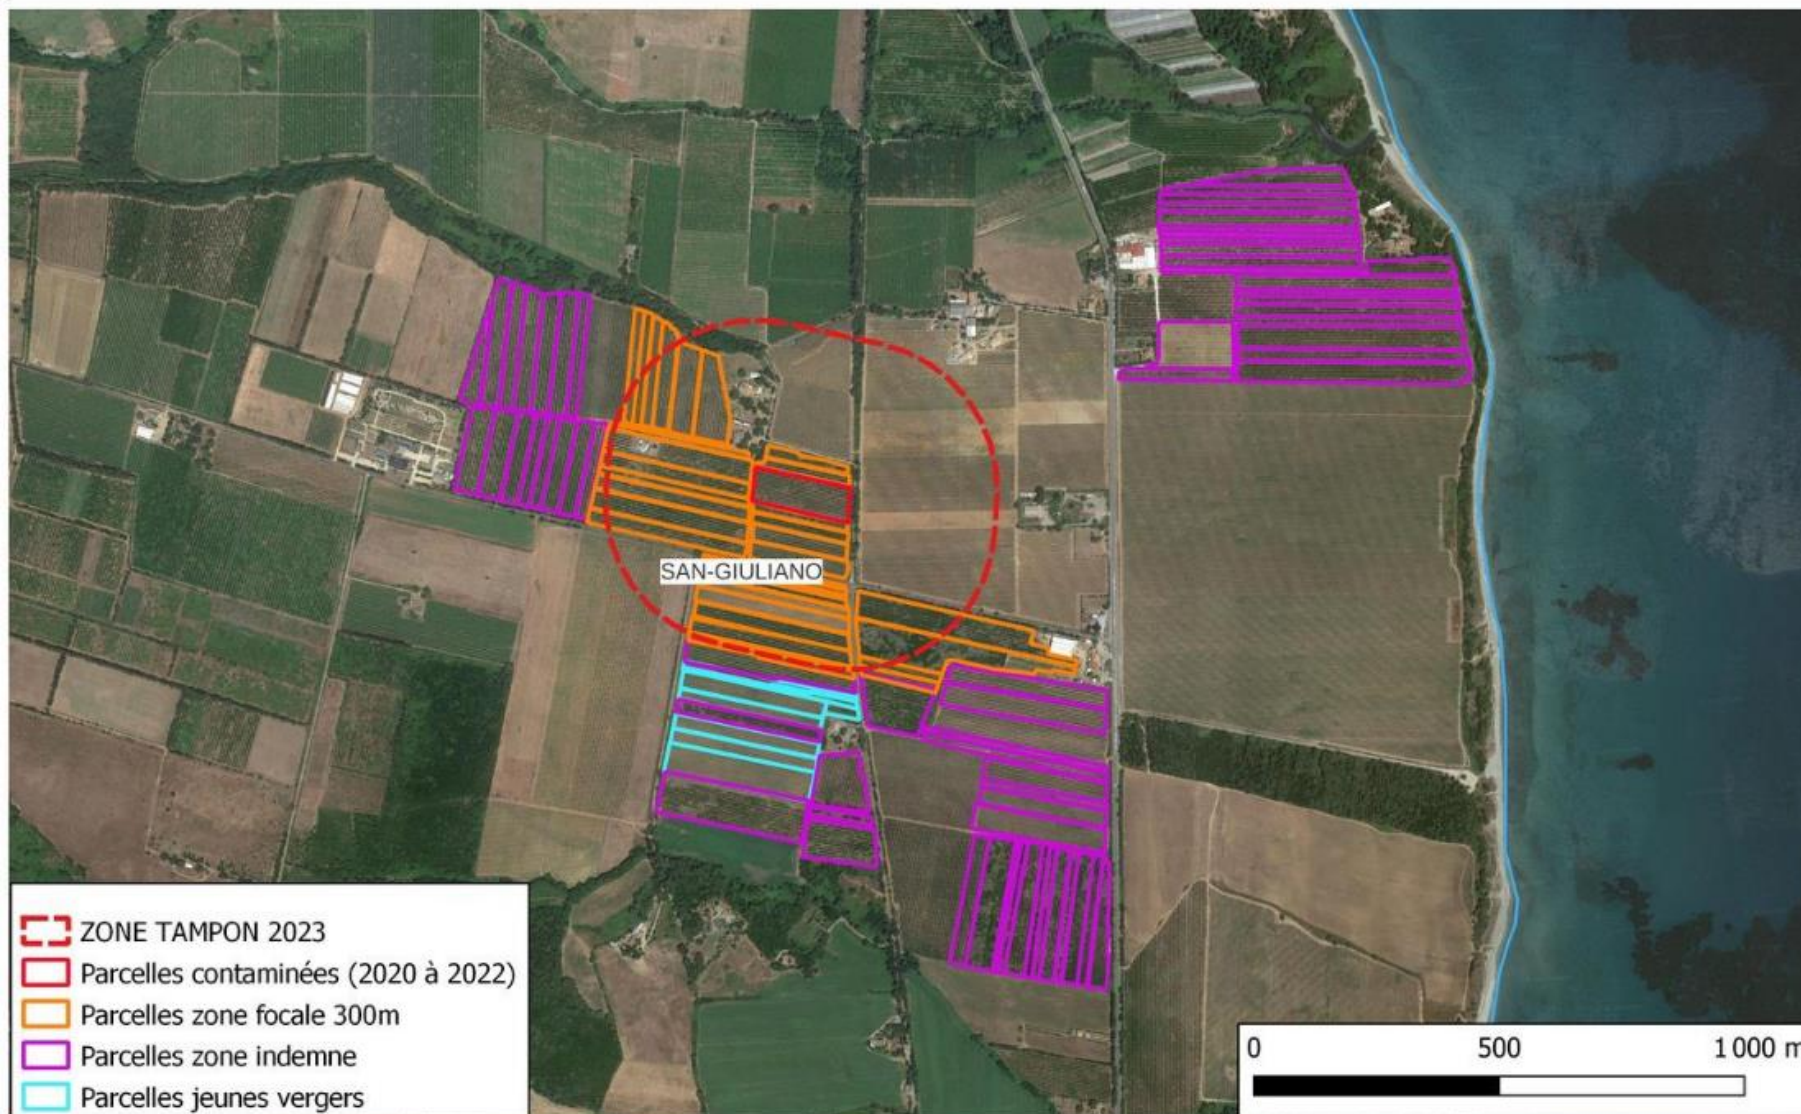 SAN-GIULIANO
ZONE TAMPON 2023
Parcelles contaminées (2020 à 2022)
Parcelles zone focale 300m
Parcelles zone indemne
Parcelles jeunes vergers
0 500 1 000 m